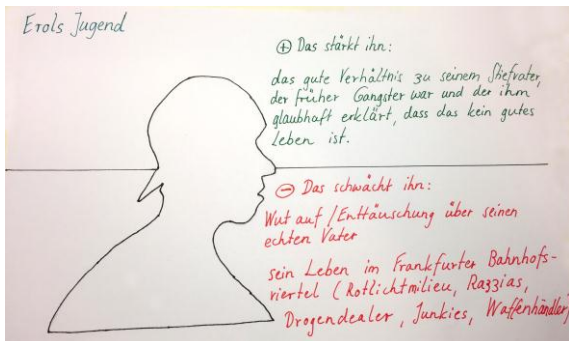 Erols Jugend
⊕ Das stärkt ihn:
das gute Verhältnis zu seinem Stiefvater,
der früher Gangster war und der ihm
glaubhaft erklärt, dass das kein gutes
Leben ist.
⊖ Das schwächt ihn:
Wut auf / Enttäuschung über seinen
echten Vater
sein Leben im Frankfurter Bahnhofs-
viertel (Rotlichtmilieu, Razzias,
Drogendealer, Junkies, Waffenhändler)